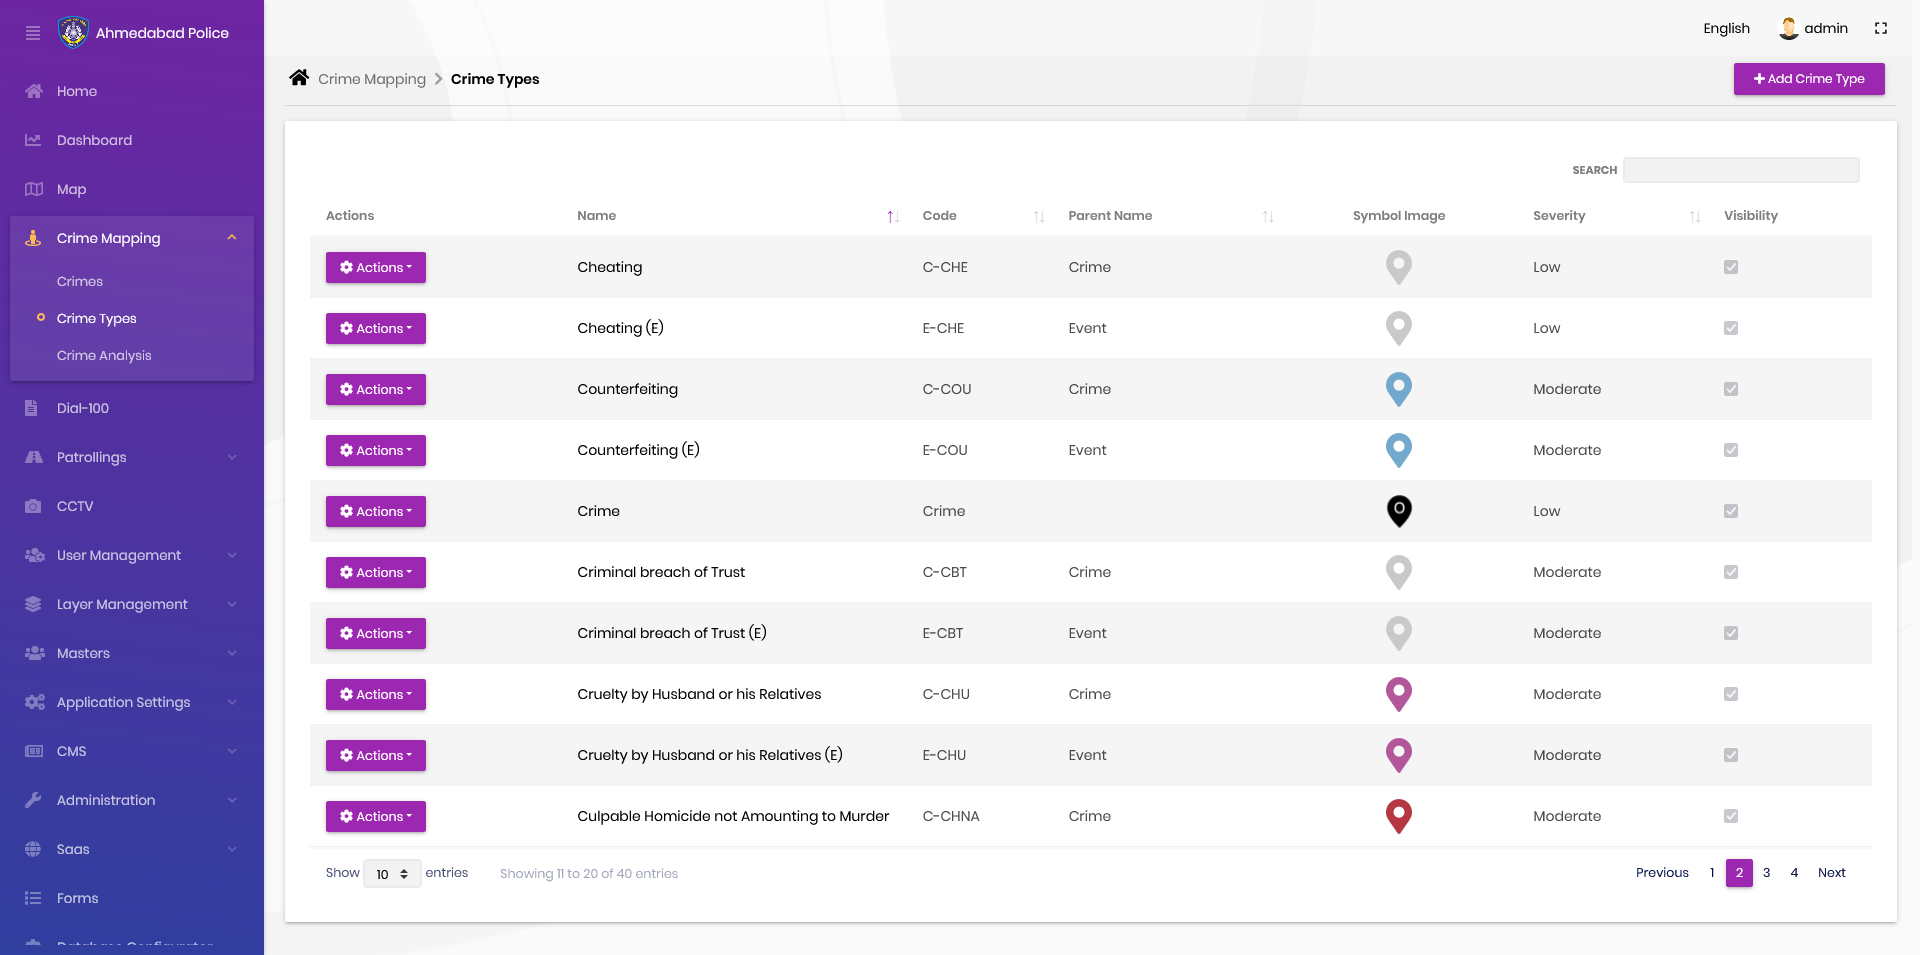 Ahmedabad Police
English
admin
Home
Dashboard
Map
Crime Mapping
Crimes
Crime Types
Crime Analysis
Dial-100
Patrollings
CCTV
User Management
Layer Management
Masters
Application Settings
CMS
Administration
Saas
Forms
Database Configurator
Crime Mapping > Crime Types
+ Add Crime Type
SEARCH
Actions Name Code Parent Name Symbol Image Severity Visibility
Actions Cheating C-CHE Crime Low
Actions Cheating (E) E-CHE Event Low
Actions Counterfeiting C-COU Crime Moderate
Actions Counterfeiting (E) E-COU Event Moderate
Actions Crime Crime Low
Actions Criminal breach of Trust C-CBT Crime Moderate
Actions Criminal breach of Trust (E) E-CBT Event Moderate
Actions Cruelty by Husband or his Relatives C-CHU Crime Moderate
Actions Cruelty by Husband or his Relatives (E) E-CHU Event Moderate
Actions Culpable Homicide not Amounting to Murder C-CHNA Crime Moderate
Show 10 entries Showing 11 to 20 of 40 entries Previous 1 2 3 4 Next